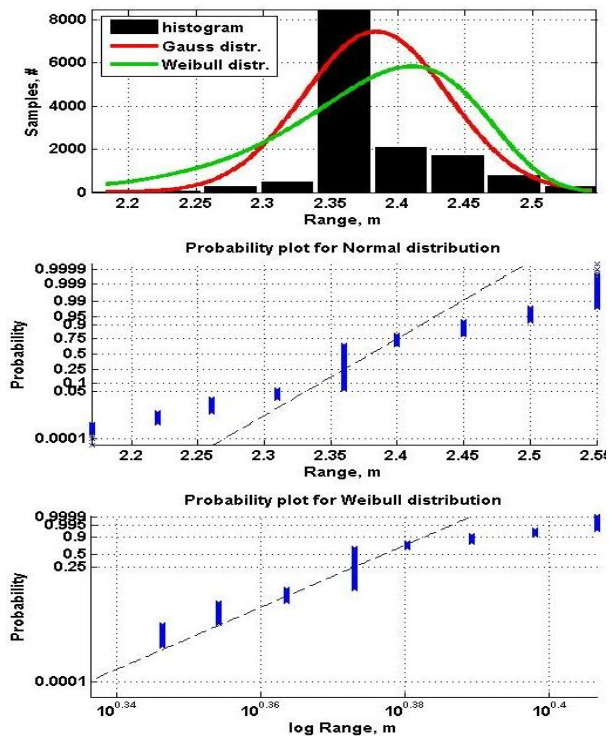 8000
6000
4000
2000
0
Samples, #
histogram
Gauss distr.
Weibull distr.
2.2 2.25 2.3 2.35 2.4 2.45 2.5
Range, m
Probability plot for Normal distribution
0.9999
0.999
0.99
0.95
0.9
0.75
0.5
0.25
0.1
0.05
0.0001
Probability
2.2 2.25 2.3 2.35 2.4 2.45 2.5 2.55
Range, m
Probability plot for Weibull distribution
0.9999
0.995
0.9
0.5
0.25
0.0001
Probability
10^0.34 10^0.36 10^0.38 10^0.4
log Range, m